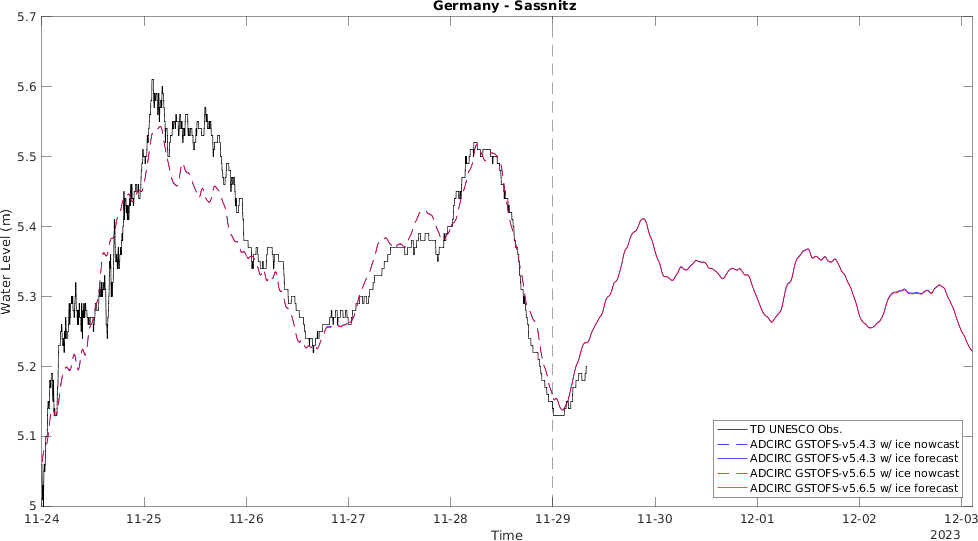 Germany - Sassnitz
5.7
5.6
5.5
5.4
5.3
5.2
5.1
5
Water Level (m)
11-24 11-25 11-26 11-27 11-28 11-29 11-30 12-01 12-02 12-03
Time
2023
TD UNESCO Obs.
ADCIRC GSTOFS-v5.4.3 w/ ice nowcast
ADCIRC GSTOFS-v5.4.3 w/ ice forecast
ADCIRC GSTOFS-v5.6.5 w/ ice nowcast
ADCIRC GSTOFS-v5.6.5 w/ ice forecast